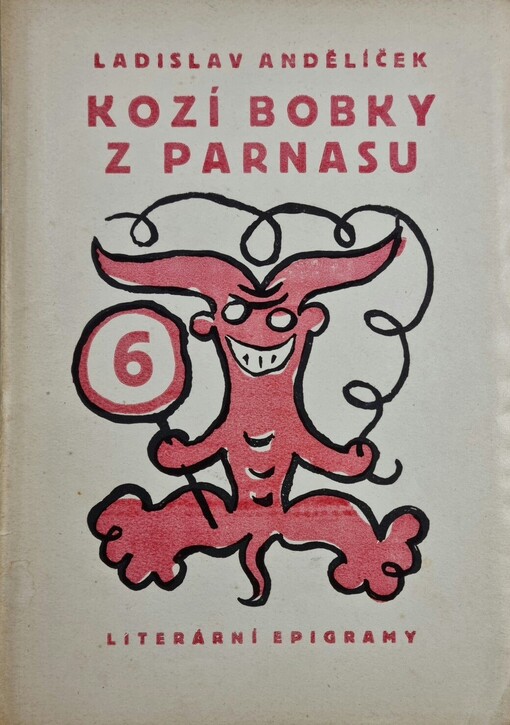 LADISLAV ANDĚLÍČEK
KOZÍ BOBKY
Z PARNASU
6
LITERÁRNÍ EPIGRAMY